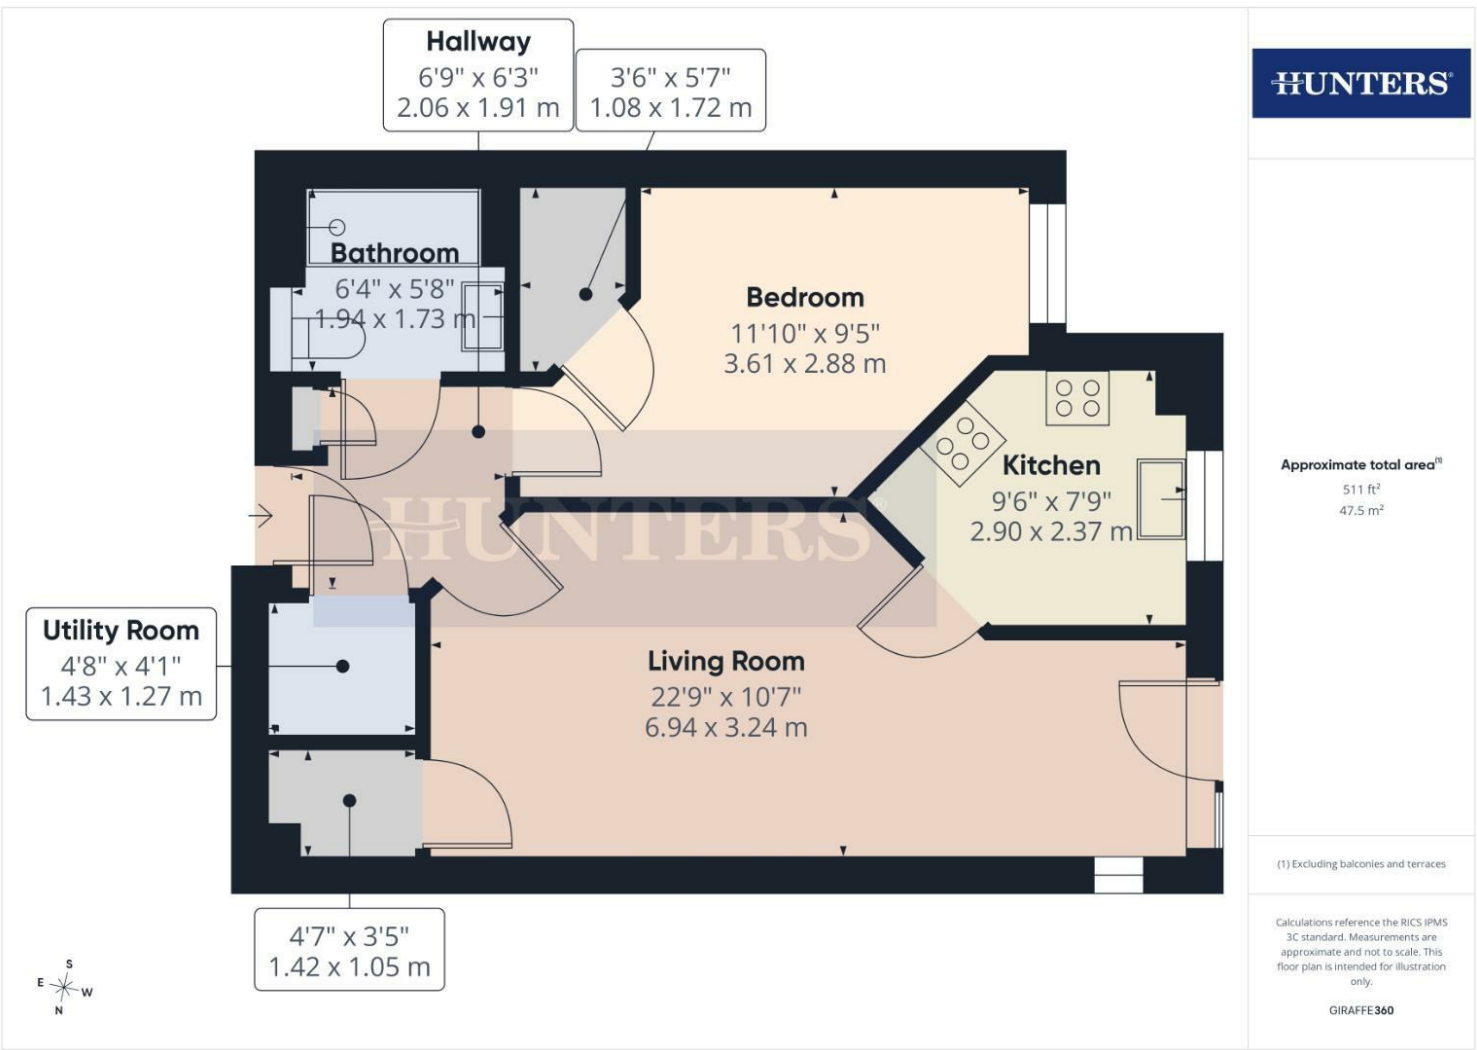 Hallway
6'9" x 6'3"
2.06 x 1.91 m
3'6" x 5'7"
1.08 x 1.72 m
HUNTERS®
Bathroom
6'4" x 5'8"
1.94 x 1.73 m
Bedroom
11'10" x 9'5"
3.61 x 2.88 m
Kitchen
9'6" x 7'9"
2.90 x 2.37 m
HUNTERS®
Utility Room
4'8" x 4'1"
1.43 x 1.27 m
Living Room
22'9" x 10'7"
6.94 x 3.24 m
4'7" x 3'5"
1.42 x 1.05 m
S
E
W
N
Approximate total area(1)
511 ft²
47.5 m²
(1) Excluding balconies and terraces
Calculations reference the RICS IPMS
3C standard. Measurements are
approximate and not to scale. This
floor plan is intended for illustration
only.
GIRAFFE360